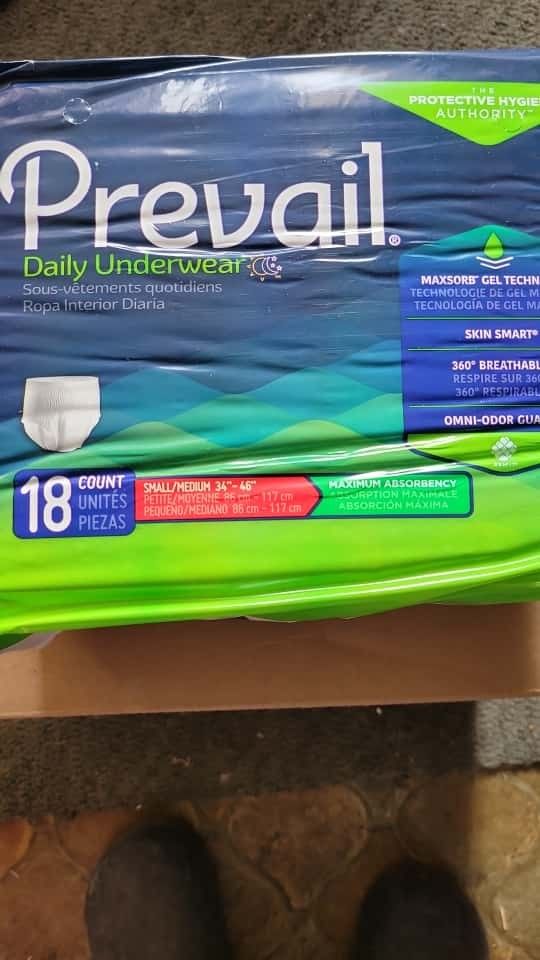 THE
PROTECTIVE HYGIE
AUTHORITY™
Prevail®
Daily Underwear
Sous-vêtements quotidiens
Ropa Interior Diaria
MAXSORB® GEL TECHN
TECHNOLOGIE DE GEL M
TECNOLOGÍA DE GEL MA
SKIN SMART®
360° BREATHABL
RESPIRE SUR 360
360° RESPIRABL
OMNI-ODOR GUA
18 COUNT
UNITÉS
PIEZAS
SMALL/MEDIUM 34" - 46"
PETITE/MOYENNE 86 cm - 117 cm
PEQUEÑO/MEDIANO 86 cm - 117 cm
MAXIMUM ABSORBENCY
ABSORPTION MAXIMALE
ABSORCIÓN MÁXIMA